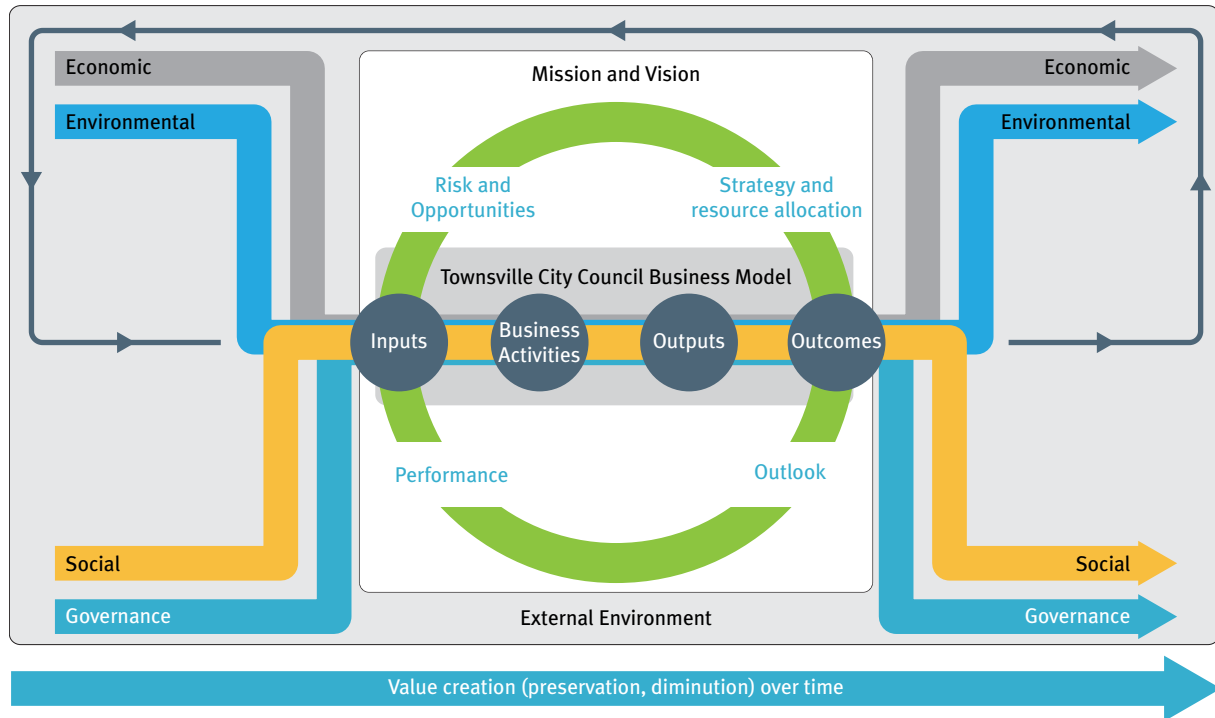 Economic
Economic
Mission and Vision
Environmental
Environmental
Risk and
Opportunities
Strategy and
resource allocation
Townsville City Council Business Model
Inputs
Business
Activities
Outputs
Outcomes
Performance
Outlook
Social
Social
Governance
Governance
External Environment
Value creation (preservation, diminution) over time